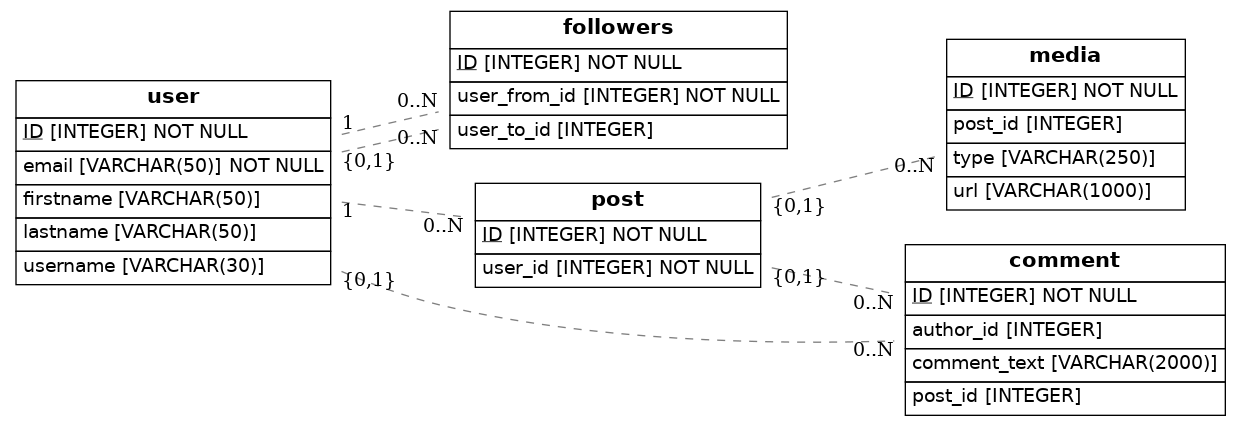 user
ID [INTEGER] NOT NULL
email [VARCHAR(50)] NOT NULL
firstname [VARCHAR(50)]
lastname [VARCHAR(50)]
username [VARCHAR(30)]
1
0..N
{0,1}
0..N
1
0..N
{0,1}
0..N
followers
ID [INTEGER] NOT NULL
user_from_id [INTEGER] NOT NULL
user_to_id [INTEGER]
post
ID [INTEGER] NOT NULL
user_id [INTEGER] NOT NULL
{0,1}
0..N
{0,1}
0..N
media
ID [INTEGER] NOT NULL
post_id [INTEGER]
type [VARCHAR(250)]
url [VARCHAR(1000)]
comment
ID [INTEGER] NOT NULL
author_id [INTEGER]
comment_text [VARCHAR(2000)]
post_id [INTEGER]